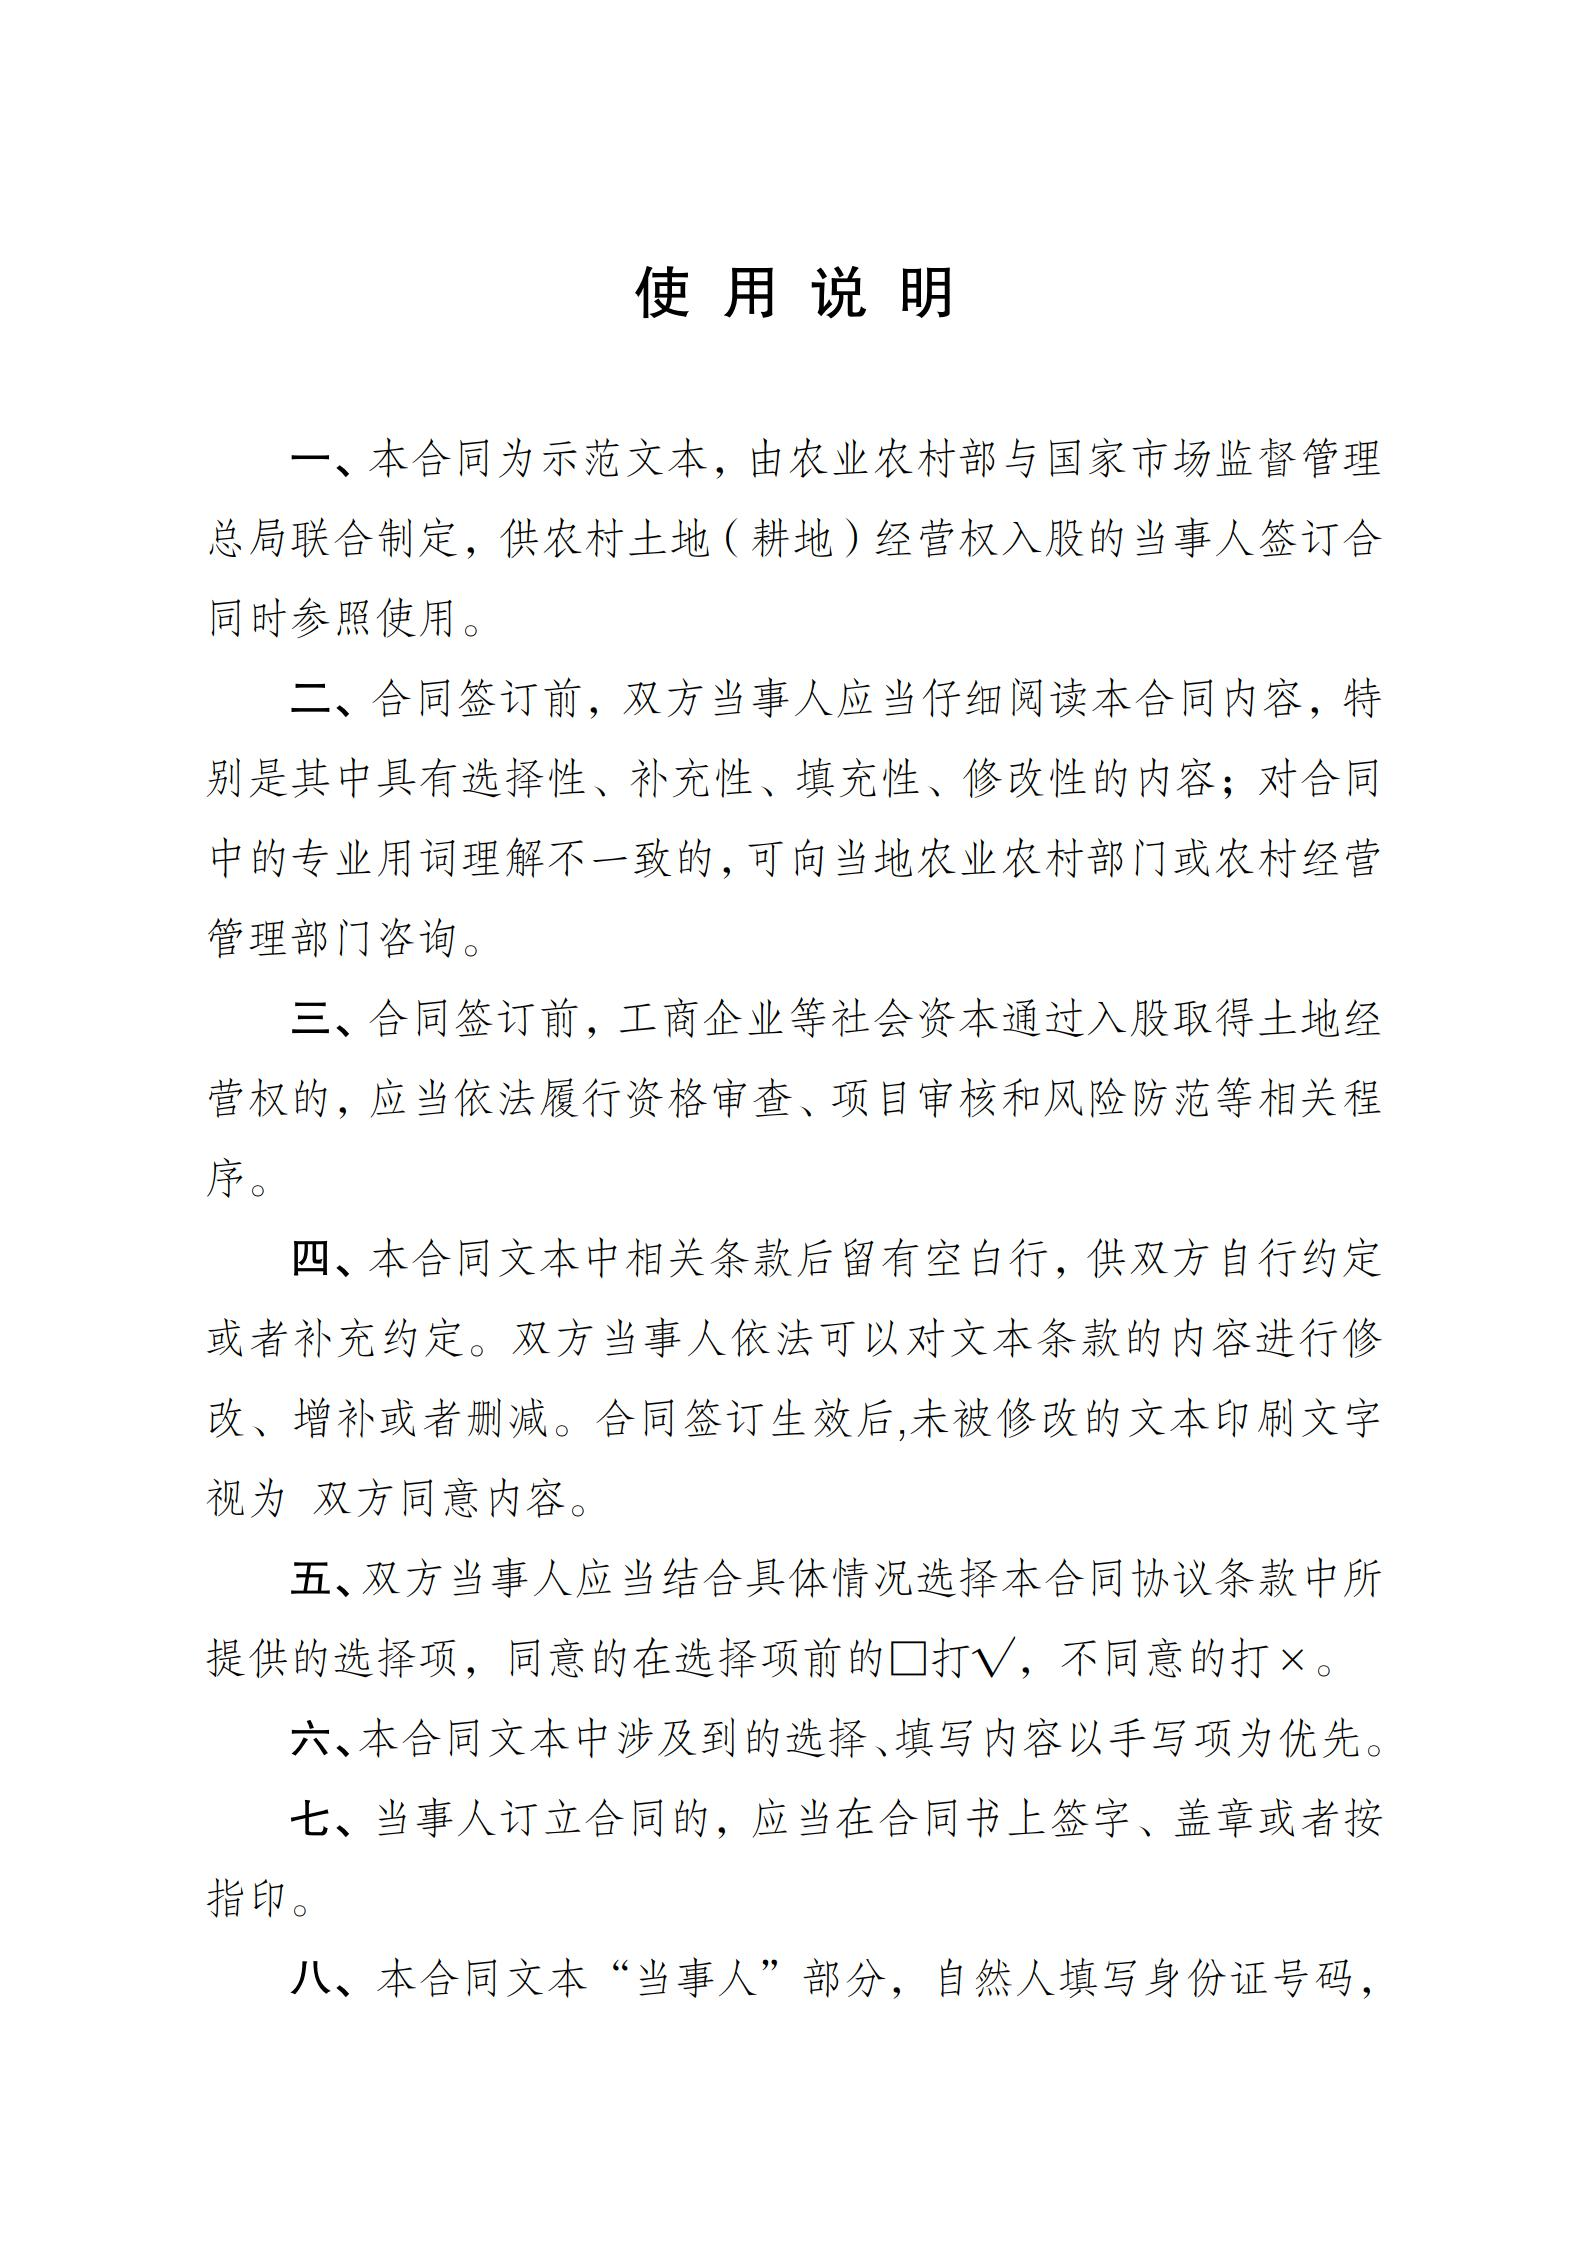 使 用 说 明
一、本合同为示范文本，由农业农村部与国家市场监督管理
总局联合制定，供农村土地（耕地）经营权入股的当事人签订合
同时参照使用。
二、合同签订前，双方当事人应当仔细阅读本合同内容，特
别是其中具有选择性、补充性、填充性、修改性的内容；对合同
中的专业用词理解不一致的，可向当地农业农村部门或农村经营
管理部门咨询。
三、合同签订前，工商企业等社会资本通过入股取得土地经
营权的，应当依法履行资格审查、项目审核和风险防范等相关程
序。
四、本合同文本中相关条款后留有空白行，供双方自行约定
或者补充约定。双方当事人依法可以对文本条款的内容进行修
改、增补或者删减。合同签订生效后,未被修改的文本印刷文字
视为 双方同意内容。
五、双方当事人应当结合具体情况选择本合同协议条款中所
提供的选择项，同意的在选择项前的□打√，不同意的打×。
六、本合同文本中涉及到的选择、填写内容以手写项为优先。
七、当事人订立合同的，应当在合同书上签字、盖章或者按
指印。
八、本合同文本“当事人”部分，自然人填写身份证号码，